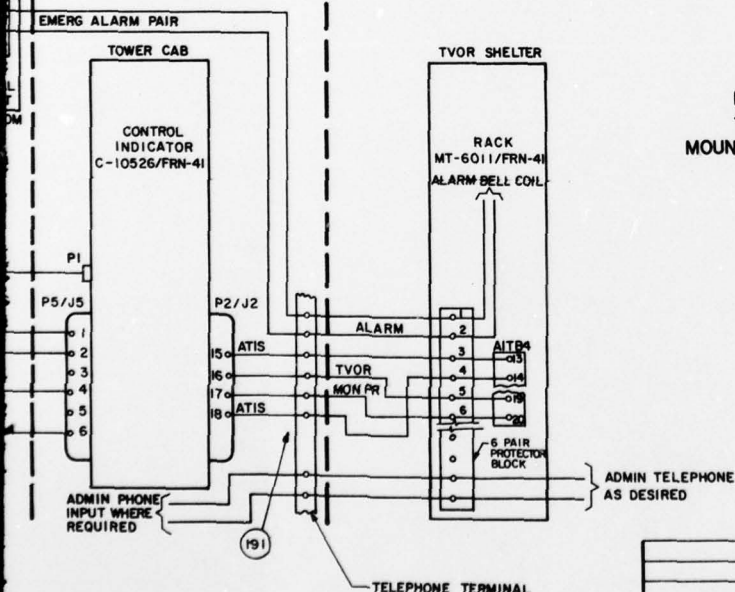 EMERG ALARM PAIR
TOWER CAB
CONTROL
INDICATOR
C-10526/FRN-41
P1
P5/J5
1
2
3
4
5
6
P2/J2
15 ATIS
16
17
18 ATIS
TVOR
MON PR
ALARM
TVOR SHELTER
RACK
MT-6011/FRN-41
ALARM BELL COIL
1
2
3
4
5
6
A1TB4
13
14
19
20
6 PAIR
PROTECTOR
BLOCK
ADMIN TELEPHONE
AS DESIRED
ADMIN PHONE
INPUT WHERE
REQUIRED
191
TELEPHONE TERMINAL
MOUN